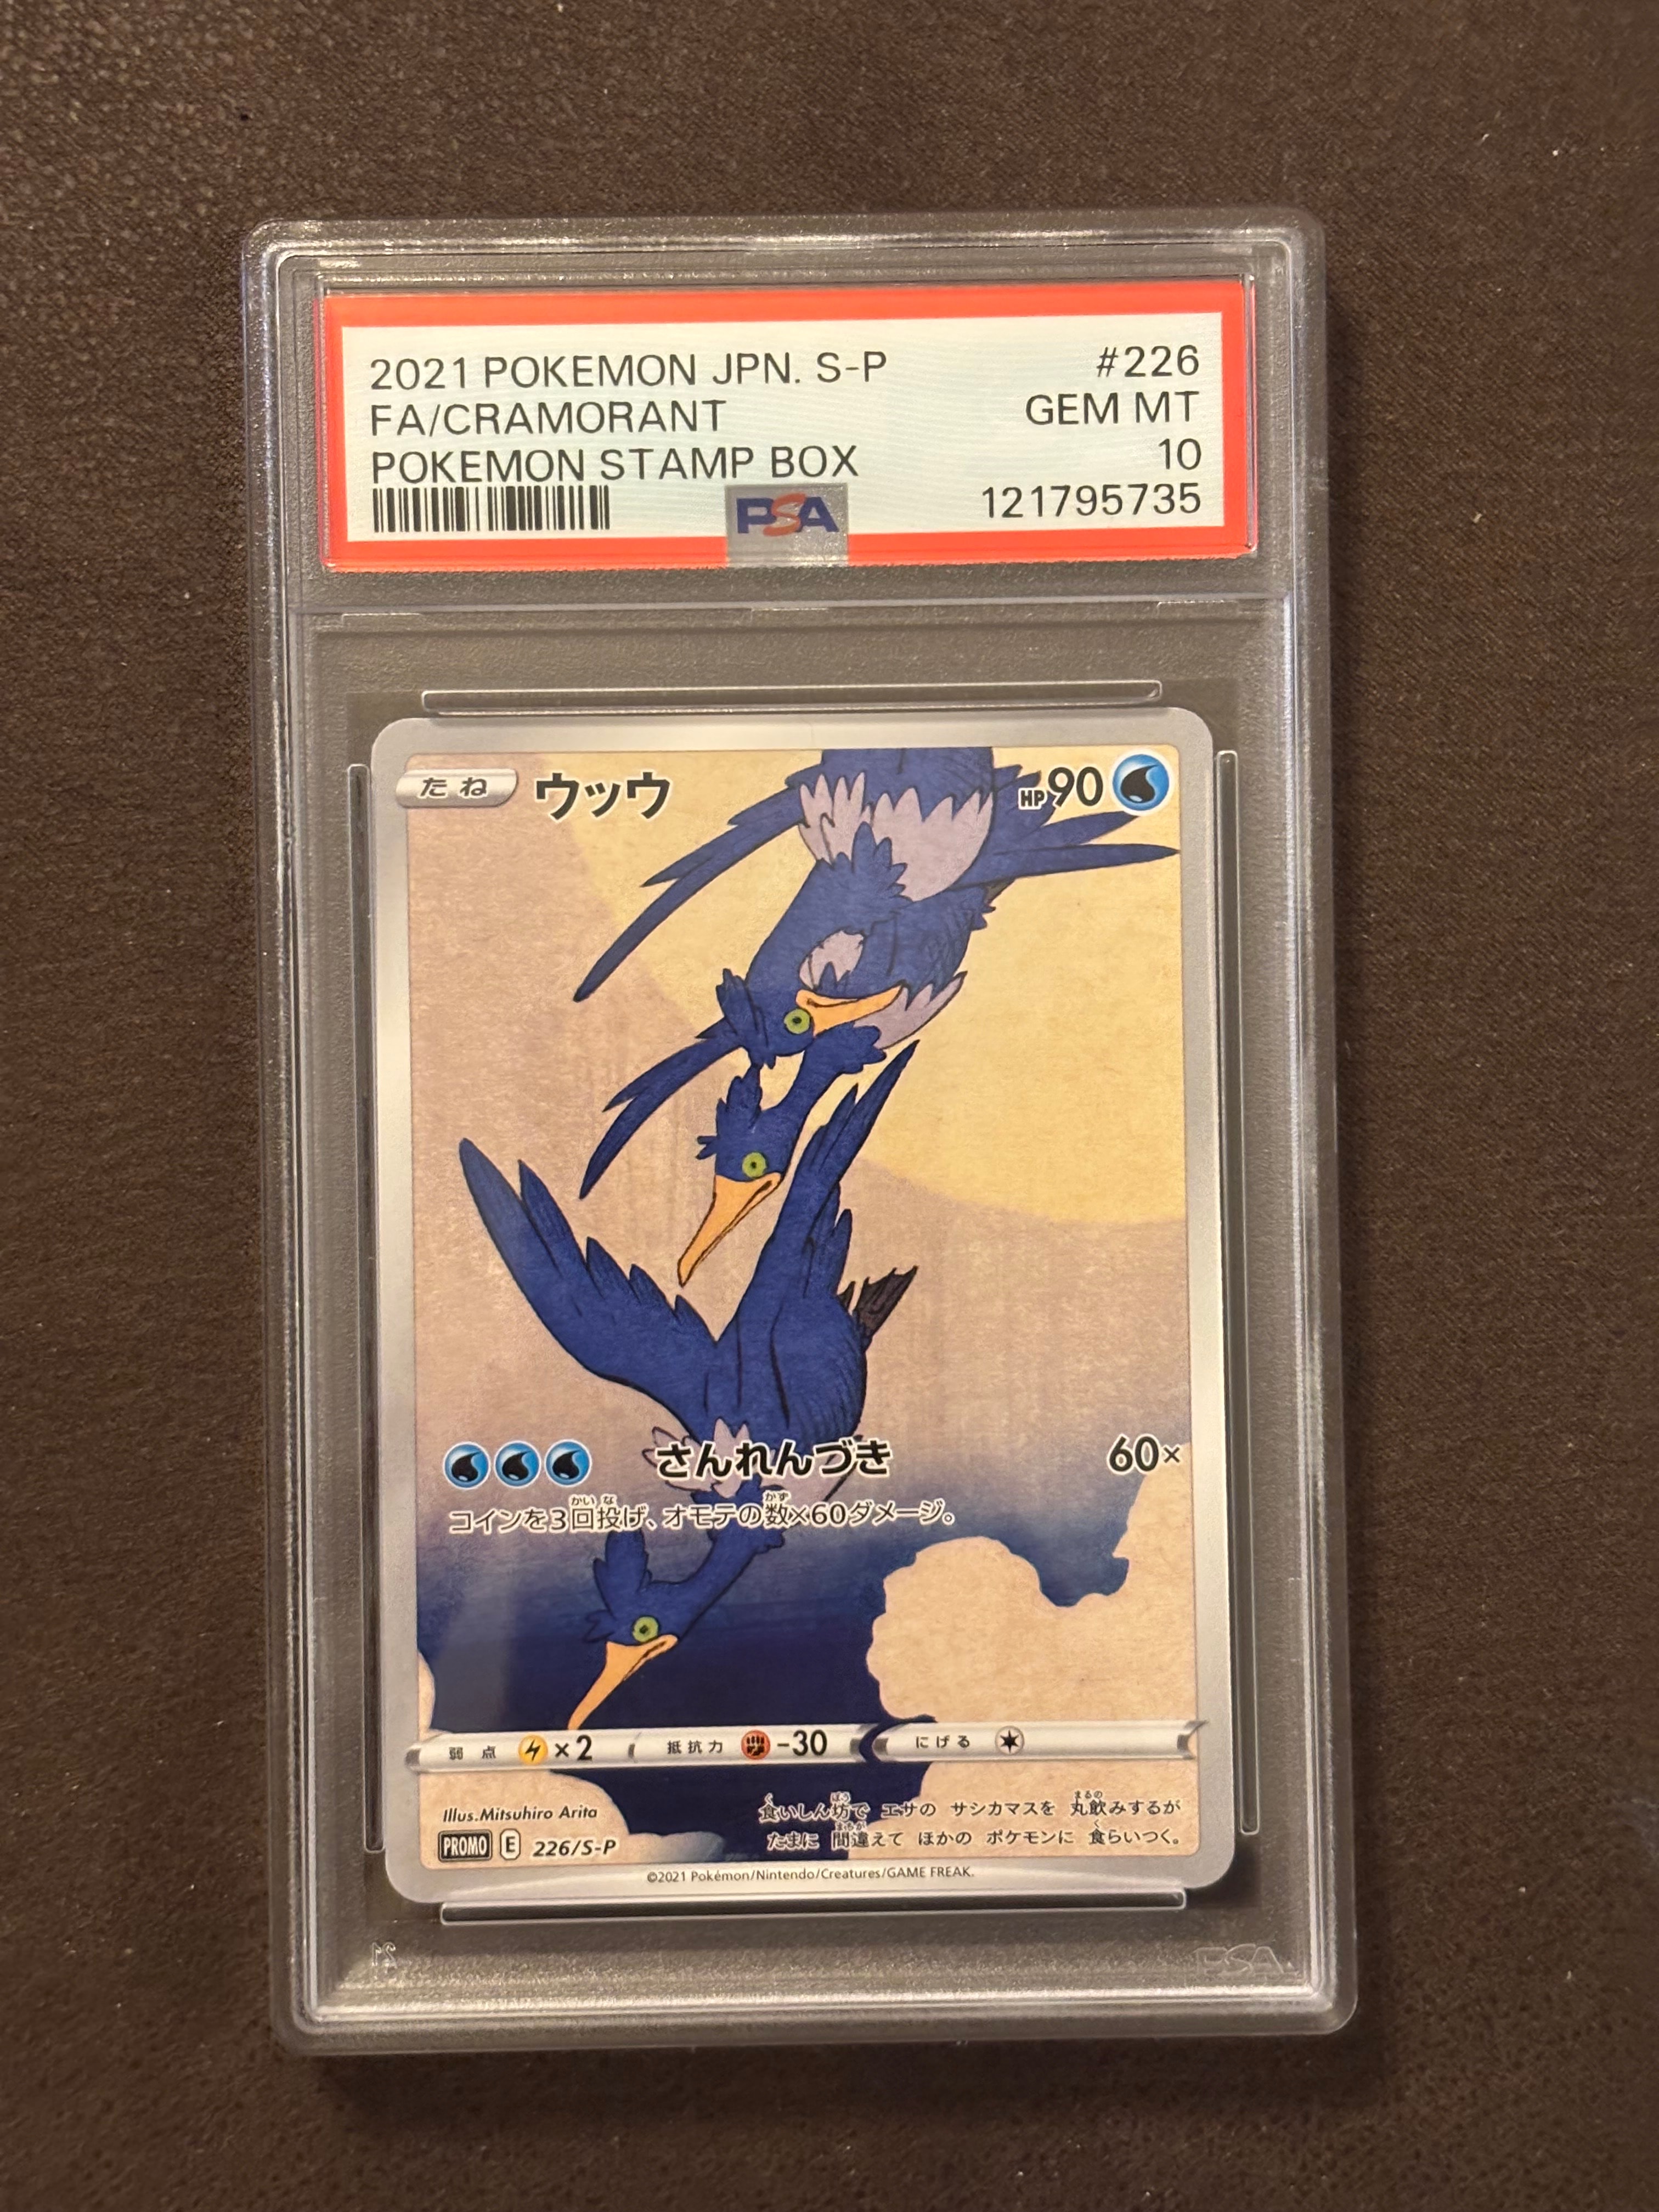 2021 POKEMON JPN. S-P #226
FA/CRAMORANT GEM MT
POKEMON STAMP BOX 10
PSA 121795735
たね ウッウ HP90
さんれんづき 60×
コインを3回投げ、オモテの数×60ダメージ。
弱点 ×2 抵抗力 -30 にげる
Illus.Mitsuhiro Arita
食いしん坊で エサの サシカマスを 丸飲みするが
たまに 間違えて ほかの ポケモンに 食らいつく。
PROMO E 226/S-P
©2021 Pokémon/Nintendo/Creatures/GAME FREAK.
PSA